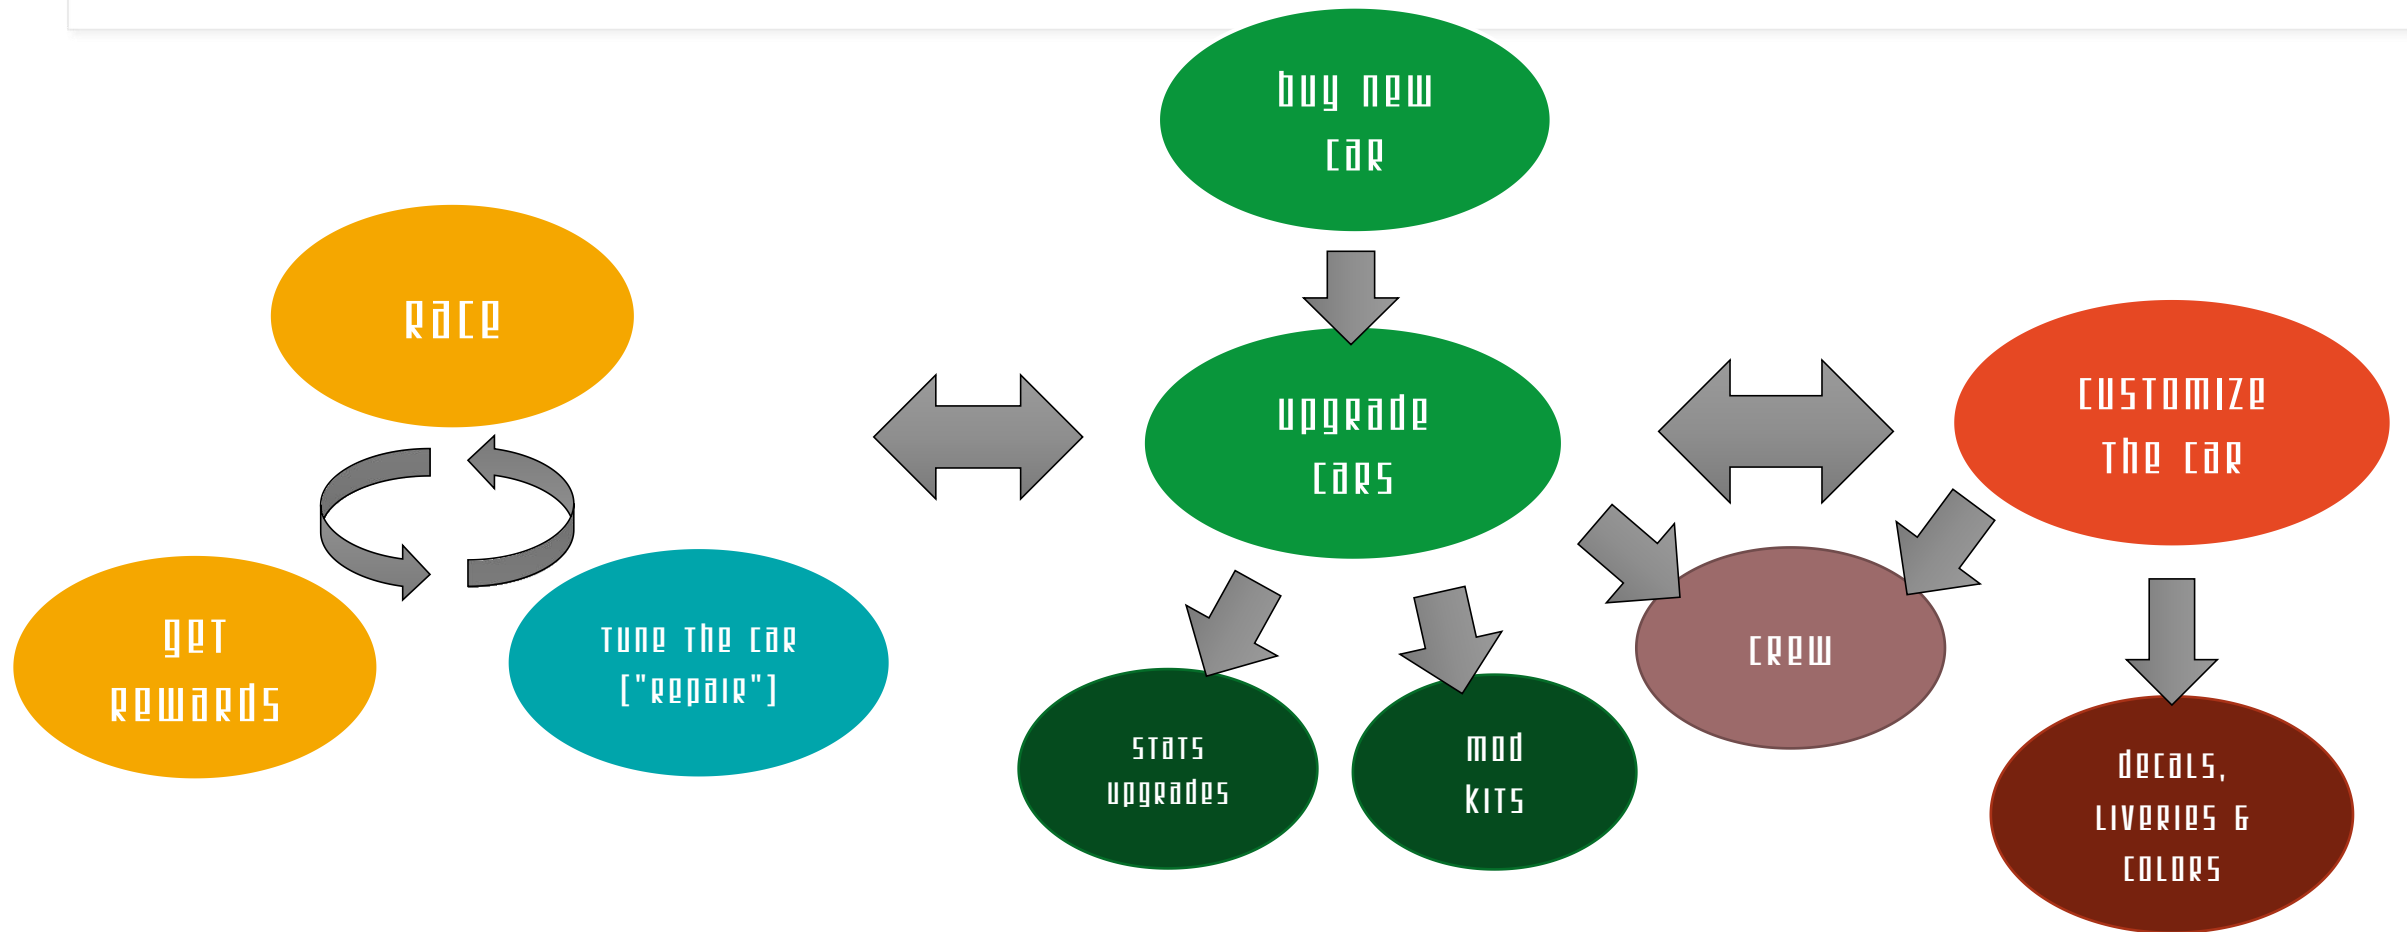 buy new
car
race
upgrade
cars
customize
the car
get
rewards
tune the car
["repair"]
crew
stats
upgrades
mod
kits
decals,
liveries &
colors